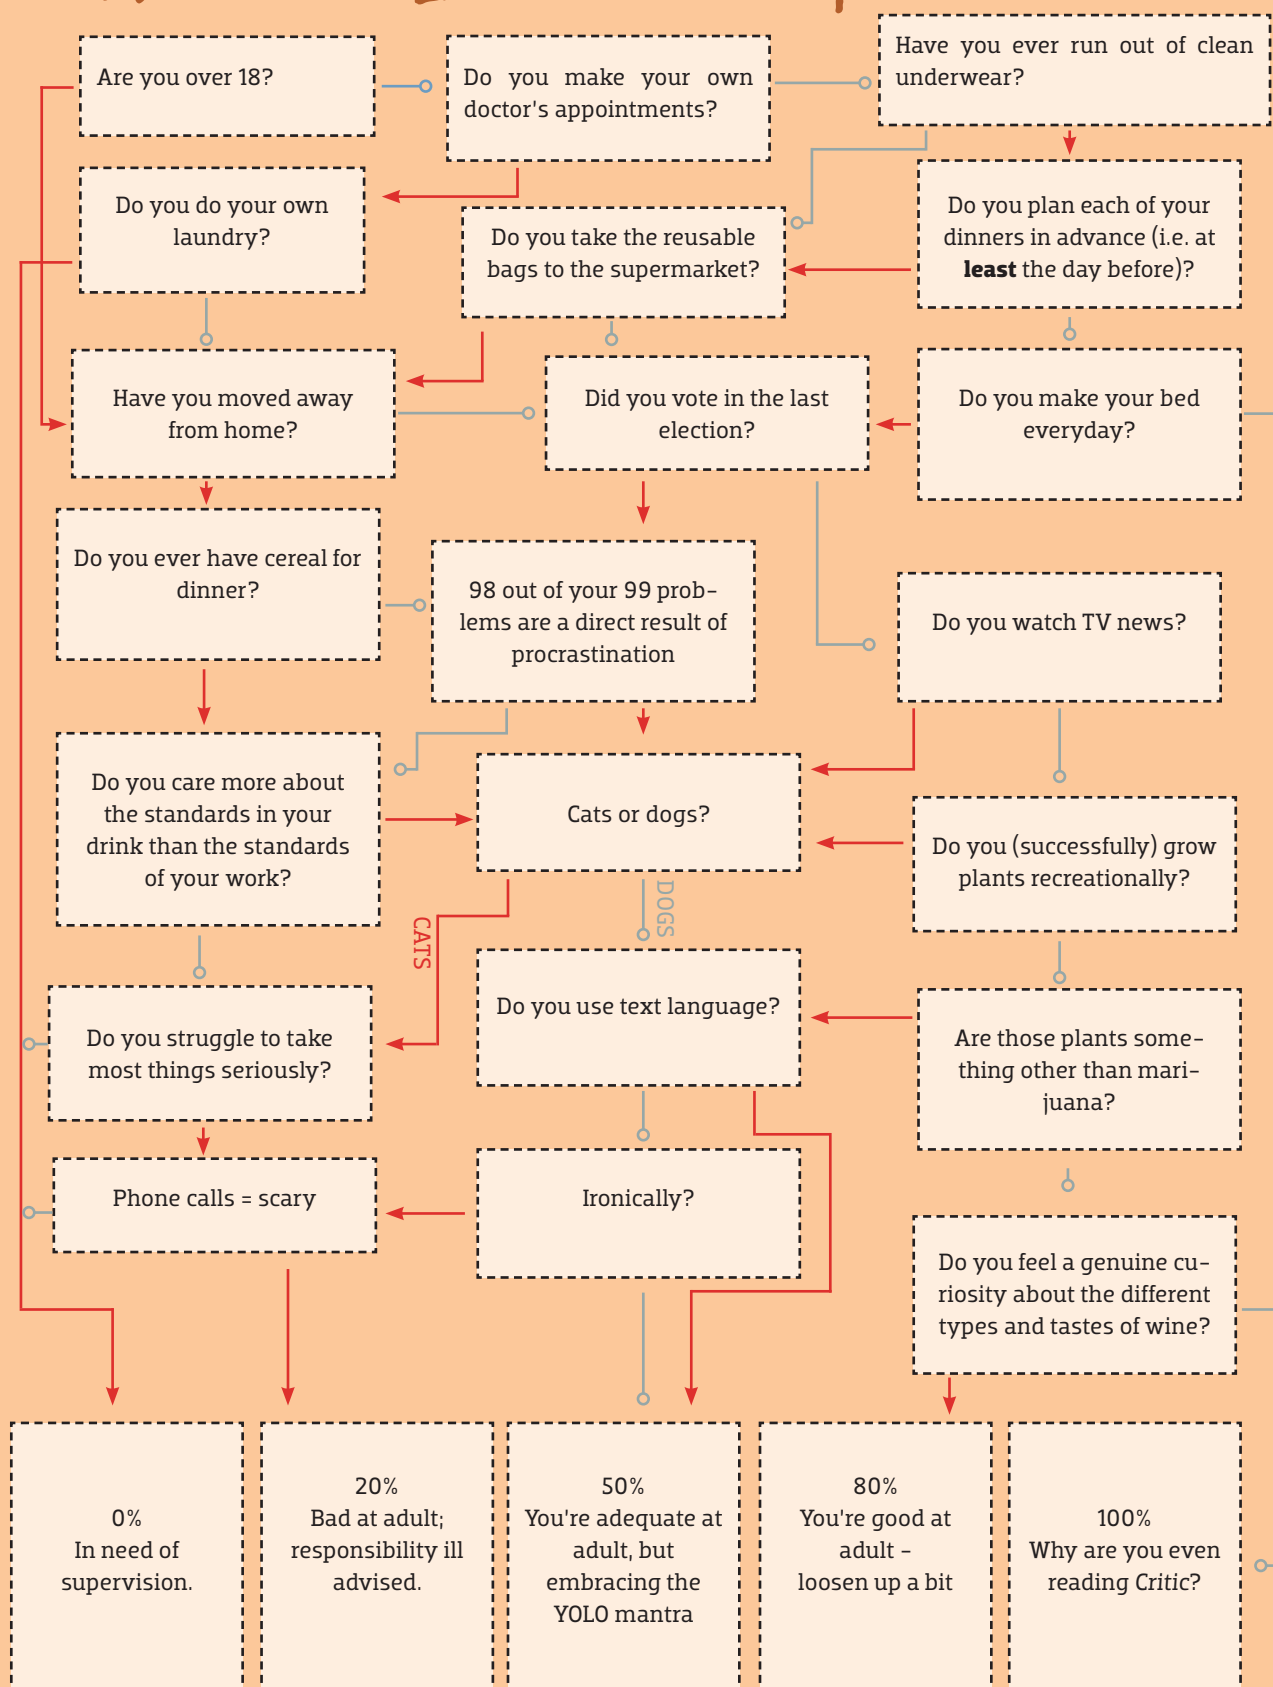 Are you over 18?
Do you make your own
doctor's appointments?
Have you ever run out of clean
underwear?
Do you do your own
laundry?
Do you take the reusable
bags to the supermarket?
Do you plan each of your
dinners in advance (i.e. at
least the day before)?
Have you moved away
from home?
Did you vote in the last
election?
Do you make your bed
everyday?
Do you ever have cereal for
dinner?
98 out of your 99 prob-
lems are a direct result of
procrastination
Do you watch TV news?
Do you care more about
the standards in your
drink than the standards
of your work?
Cats or dogs?
Do you (successfully) grow
plants recreationally?
CATS
DOGS
Do you struggle to take
most things seriously?
Do you use text language?
Are those plants some-
thing other than mari-
juana?
Phone calls = scary
Ironically?
Do you feel a genuine cu-
riosity about the different
types and tastes of wine?
0%
In need of
supervision.
20%
Bad at adult;
responsibility ill
advised.
50%
You're adequate at
adult, but
embracing the
YOLO mantra
80%
You're good at
adult -
loosen up a bit
100%
Why are you even
reading Critic?